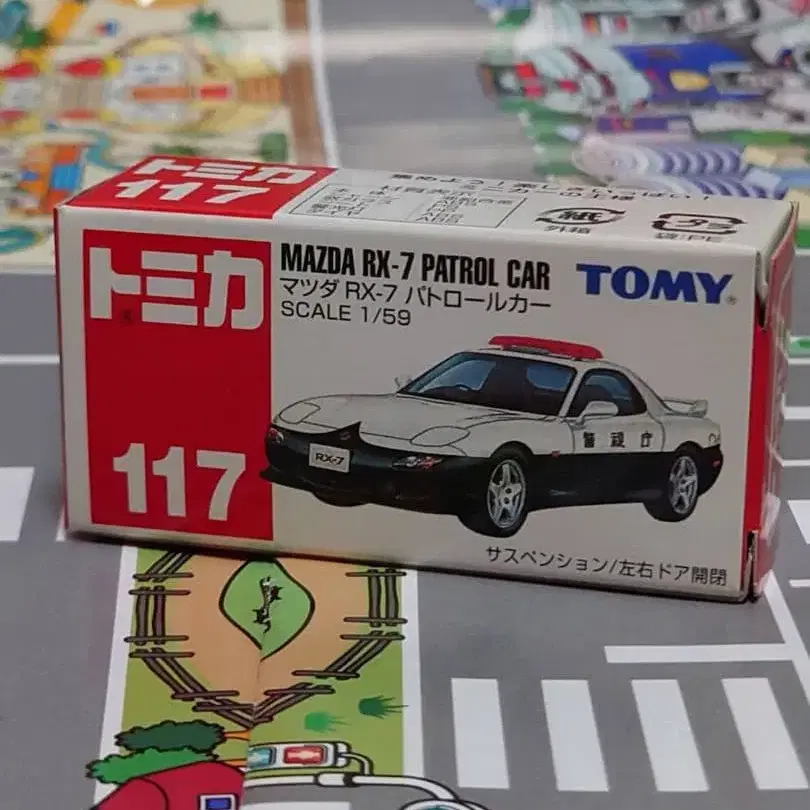 トミカ
117
紙
外箱
プラ
袋:PE
トミカ
117
MAZDA RX-7 PATROL CAR
マツダ RX-7 パトロールカー
SCALE 1/59
TOMY
RX-7
警視庁
サスペンション/左右ドア開閉